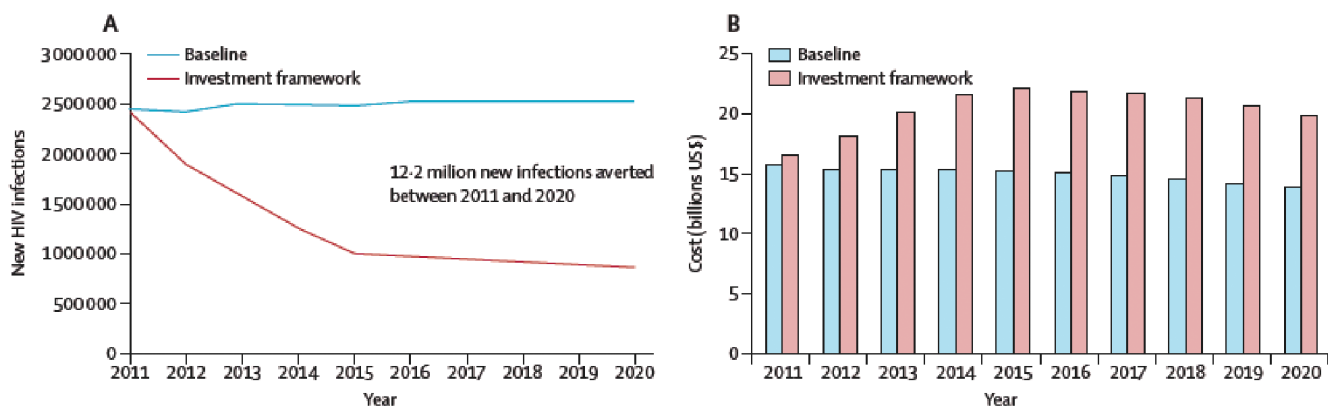 A
3000000
2500000
2000000
1500000
1000000
500000
0
New HIV infections
Baseline
Investment framework
12·2 milion new infections averted
between 2011 and 2020
2011 2012 2013 2014 2015 2016 2017 2018 2019 2020
Year
B
25
20
15
10
5
0
Cost (billions US$)
Baseline
Investment framework
2011 2012 2013 2014 2015 2016 2017 2018 2019 2020
Year